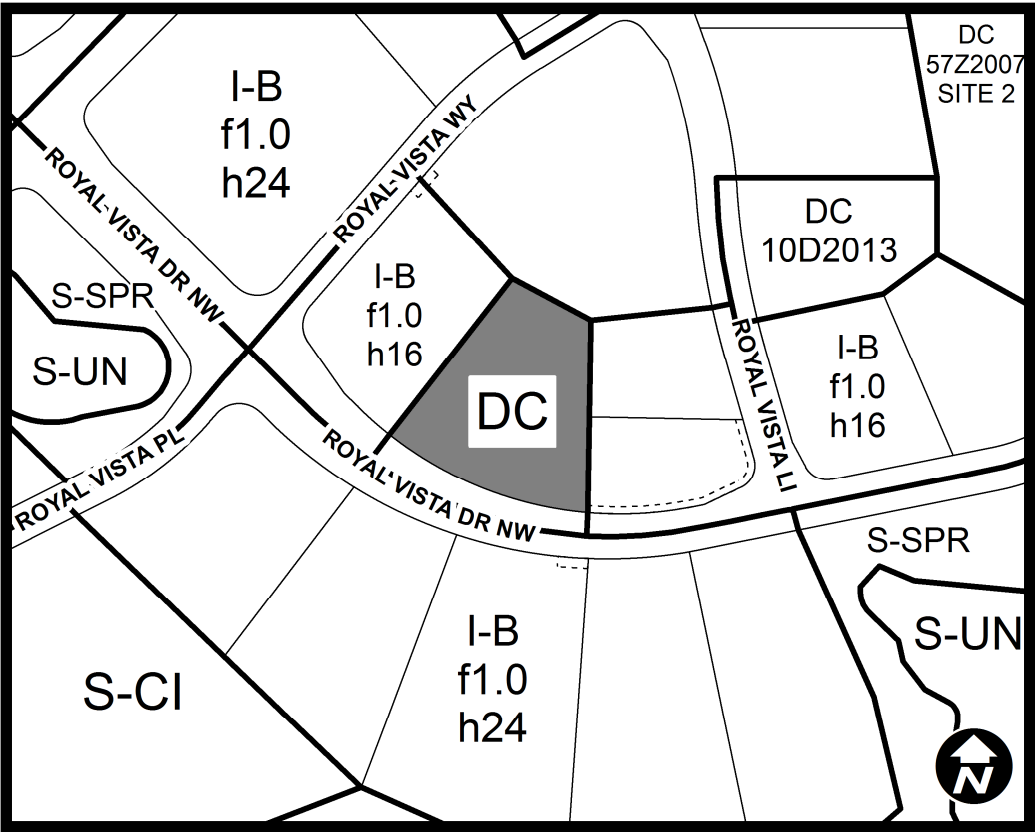 DC
57Z2007
SITE 2
I-B
f1.0
h24
ROYAL VISTA WY
ROYAL VISTA DR NW
DC
10D2013
S-SPR
I-B
f1.0
h16
S-UN
ROYAL VISTA LI
I-B
f1.0
h16
DC
ROYAL VISTA PL
ROYAL VISTA DR NW
S-SPR
I-B
f1.0
h24
S-UN
S-CI
N